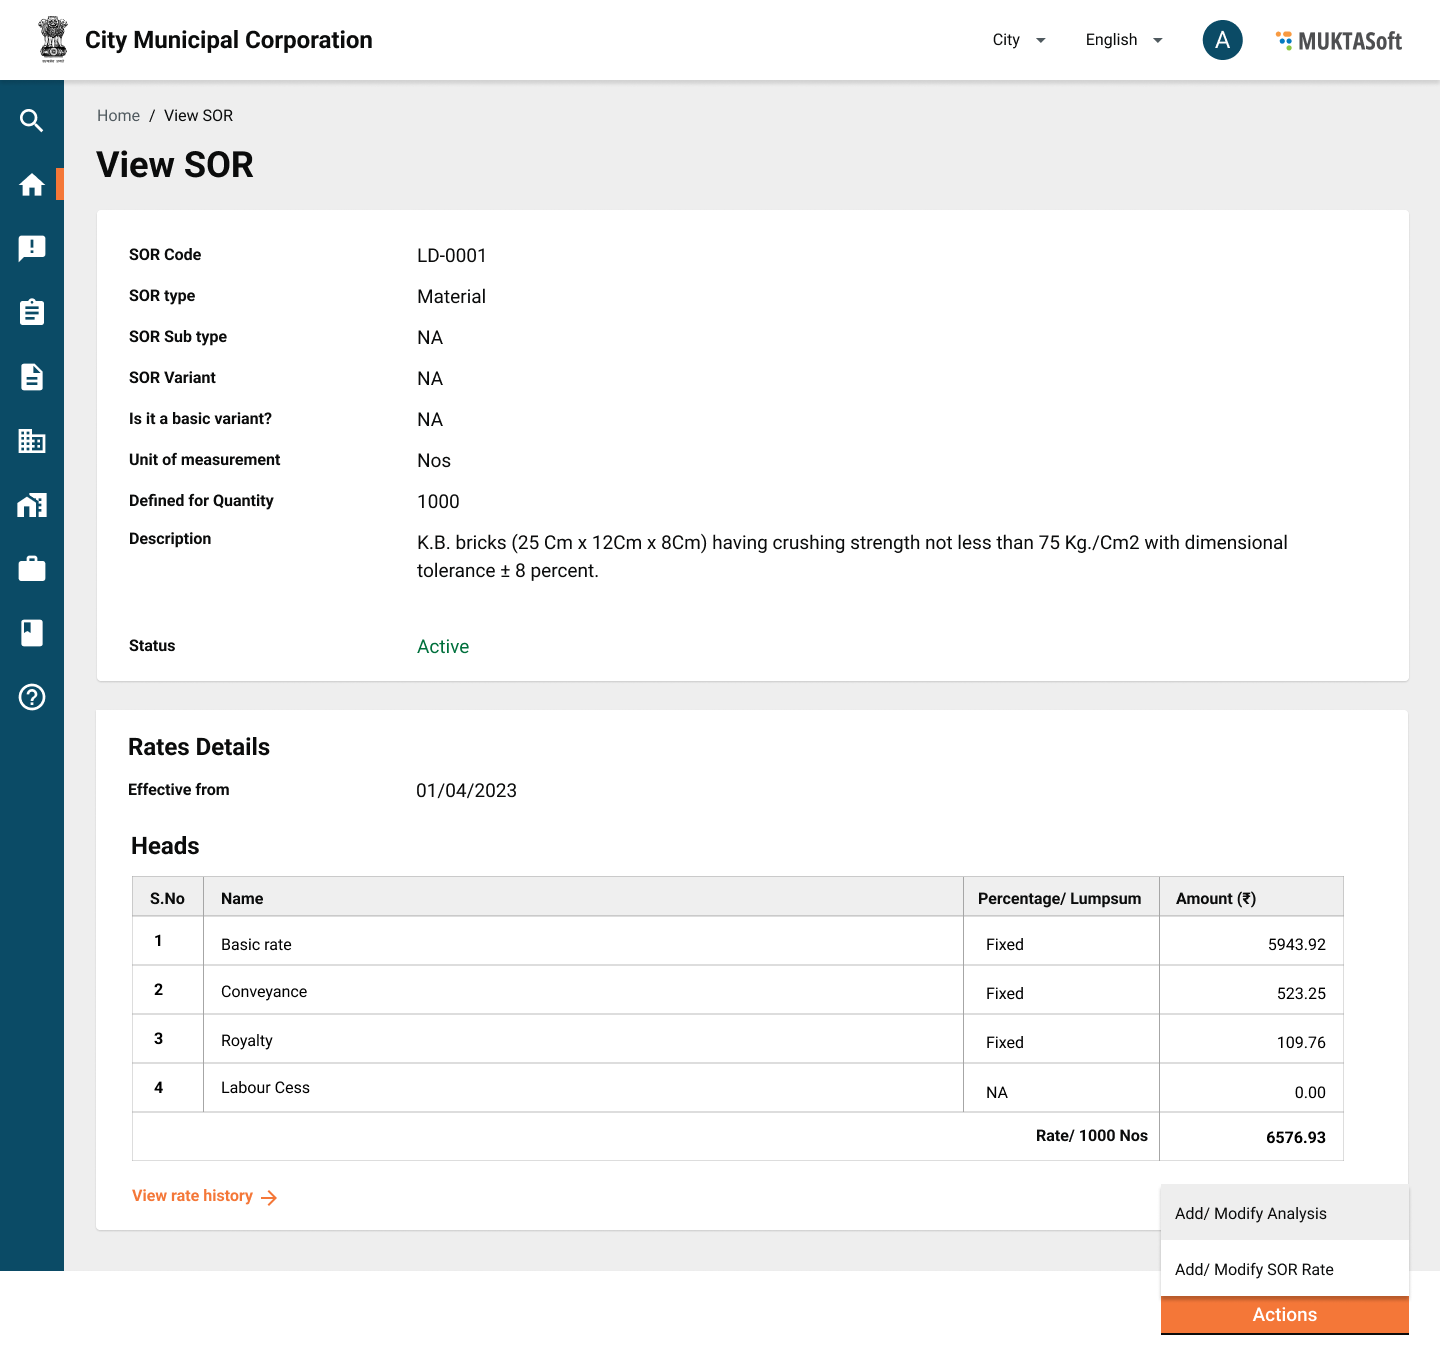 City Municipal Corporation
City
English
A
MUKTASoft
Home / View SOR
View SOR
SOR Code LD-0001
SOR type Material
SOR Sub type NA
SOR Variant NA
Is it a basic variant? NA
Unit of measurement Nos
Defined for Quantity 1000
Description K.B. bricks (25 Cm x 12Cm x 8Cm) having crushing strength not less than 75 Kg./Cm2 with dimensional
tolerance ± 8 percent.
Status Active
Rates Details
Effective from 01/04/2023
Heads
S.No Name Percentage/ Lumpsum Amount (₹)
1 Basic rate Fixed 5943.92
2 Conveyance Fixed 523.25
3 Royalty Fixed 109.76
4 Labour Cess NA 0.00
Rate/ 1000 Nos 6576.93
View rate history
Add/ Modify Analysis
Add/ Modify SOR Rate
Actions